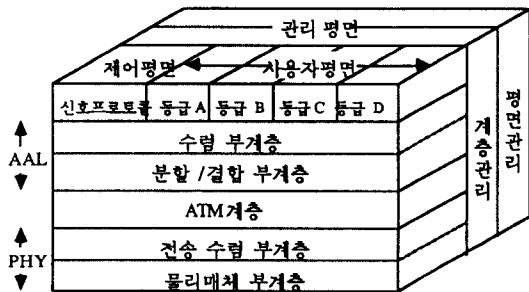 관리 평면
제어평면 사용자평면
신호프로토콜 등급A 등급 B 등급C 등급 D
수렴 부계층
AAL
분할 /결합 부계층
ATM계층
전송 수렴 부계층
PHY
물리매체 부계층
계층관리
평면관리